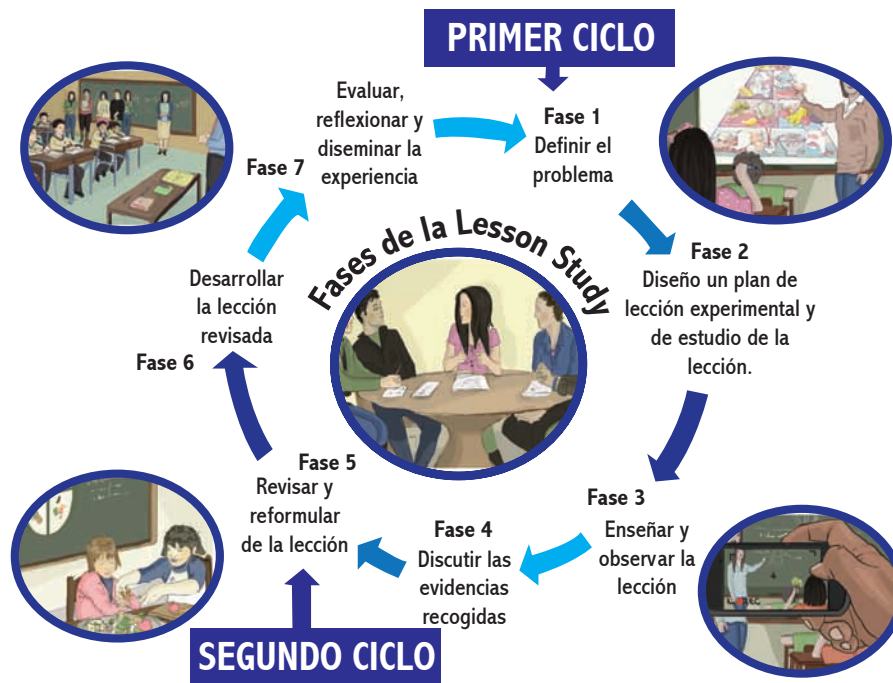 PRIMER CICLO
Fase 1
Definir el
problema
Fase 2
Diseño un plan de
lección experimental y
de estudio de la
lección.
Fase 3
Enseñar y
observar la
lección
Fase 4
Discutir las
evidencias
recogidas
SEGUNDO CICLO
Fase 5
Revisar y
reformular
de la lección
Fase 6
Desarrollar
la lección
revisada
Fase 7
Evaluar,
reflexionar y
diseminar la
experiencia
Fases de la Lesson Study